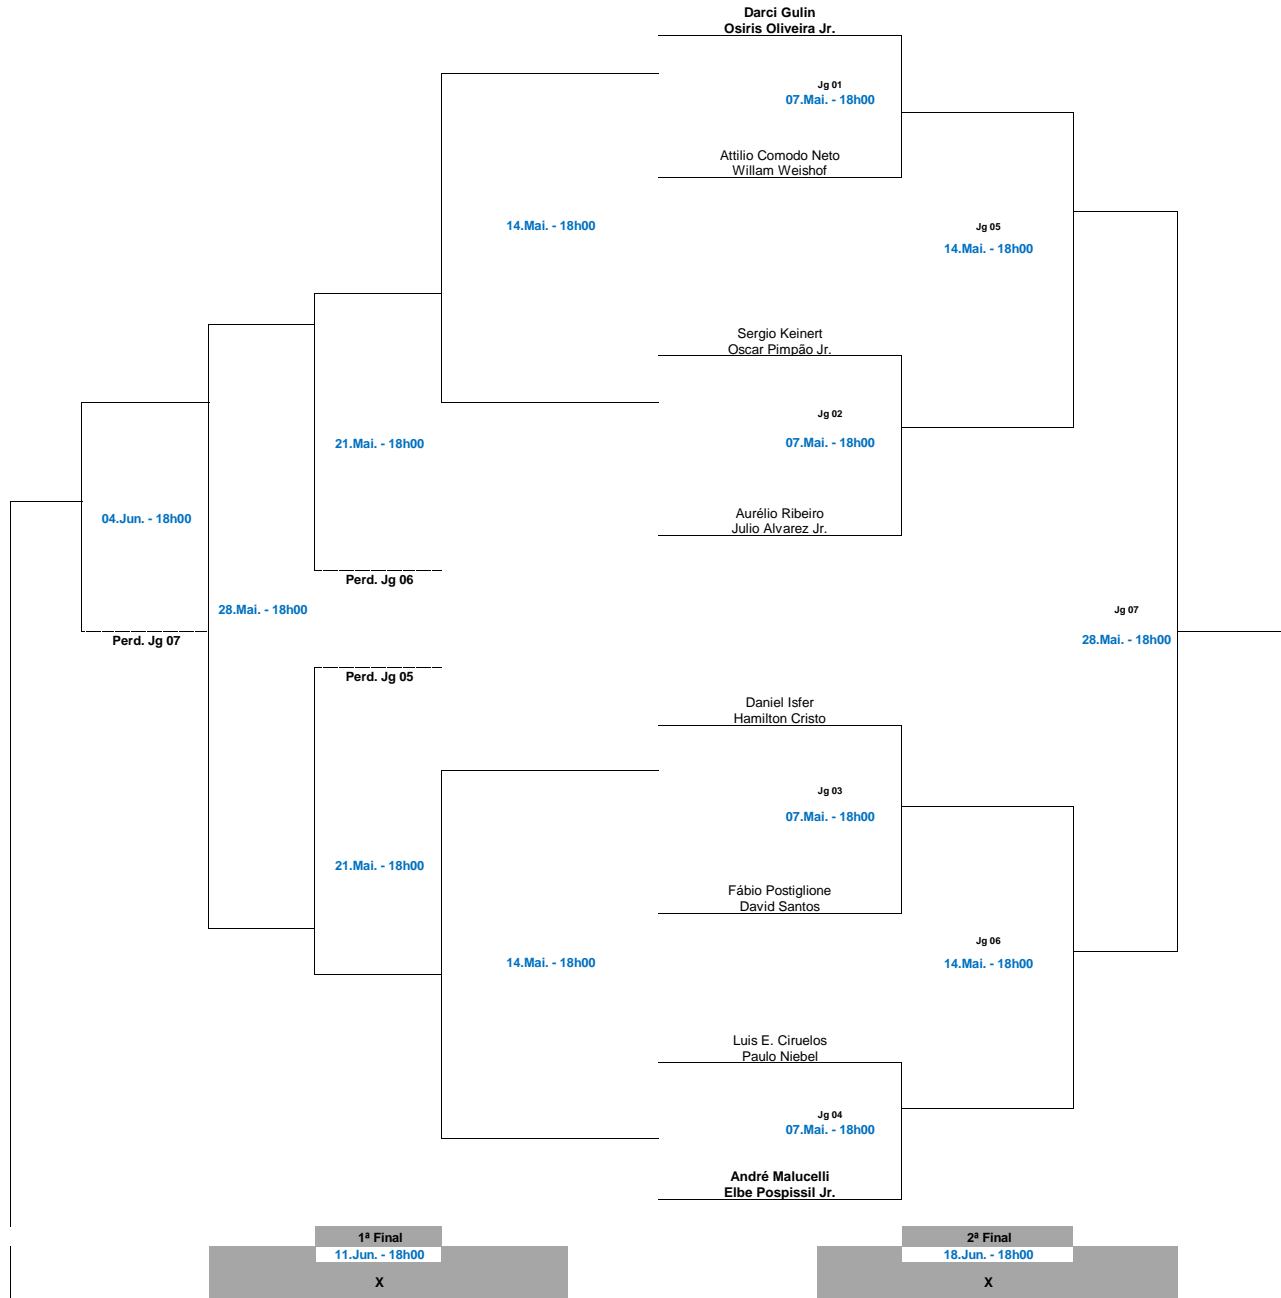 Darci Gulin
Osiris Oliveira Jr.
Jg 01
07.Mai. - 18h00
Attilio Comodo Neto
Willam Weishof
14.Mai. - 18h00
Jg 05
14.Mai. - 18h00
Sergio Keinert
Oscar Pimpão Jr.
Jg 02
21.Mai. - 18h00
07.Mai. - 18h00
04.Jun. - 18h00
Aurélio Ribeiro
Julio Alvarez Jr.
Perd. Jg 06
28.Mai. - 18h00
Jg 07
Perd. Jg 07
28.Mai. - 18h00
Perd. Jg 05
Daniel Isfer
Hamilton Cristo
Jg 03
07.Mai. - 18h00
21.Mai. - 18h00
Fábio Postiglione
David Santos
Jg 06
14.Mai. - 18h00
14.Mai. - 18h00
Luis E. Ciruelos
Paulo Niebel
Jg 04
07.Mai. - 18h00
André Malucelli
Elbe Pospissil Jr.
1ª Final
2ª Final
11.Jun. - 18h00
18.Jun. - 18h00
X
X